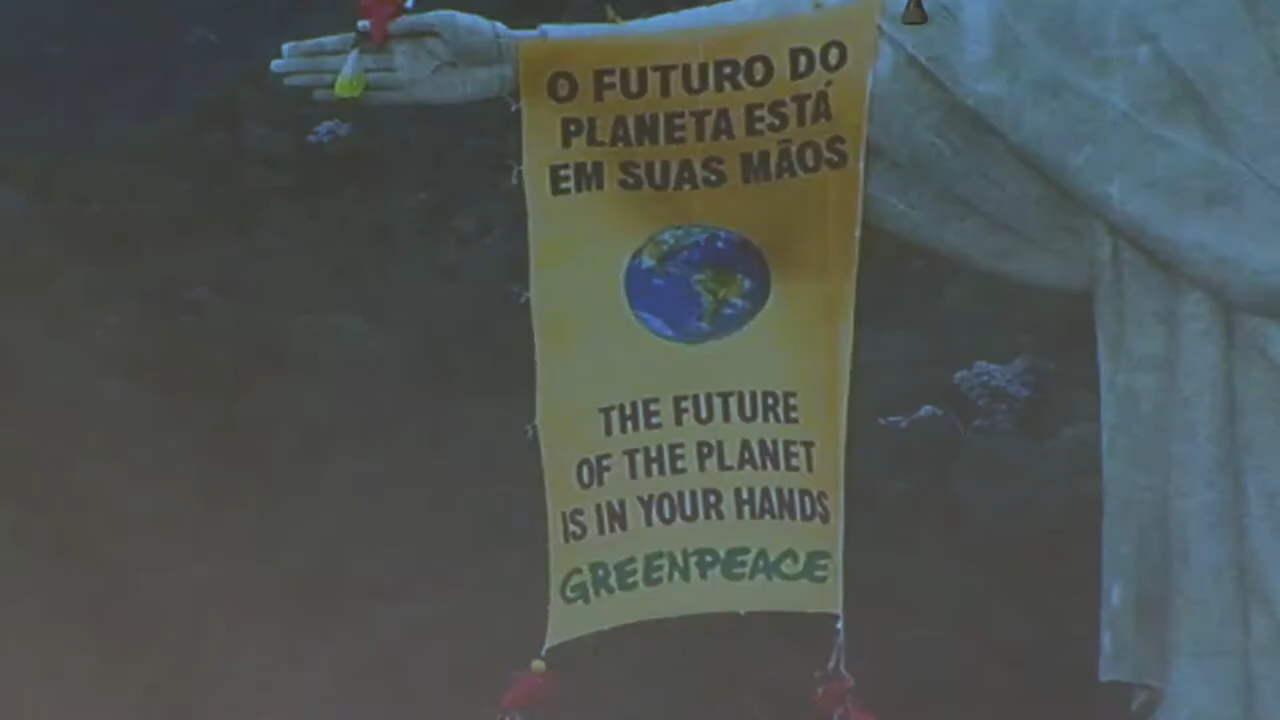 O FUTURO DO
PLANETA ESTÁ
EM SUAS MÃOS
THE FUTURE
OF THE PLANET
IS IN YOUR HANDS
GREENPEACE